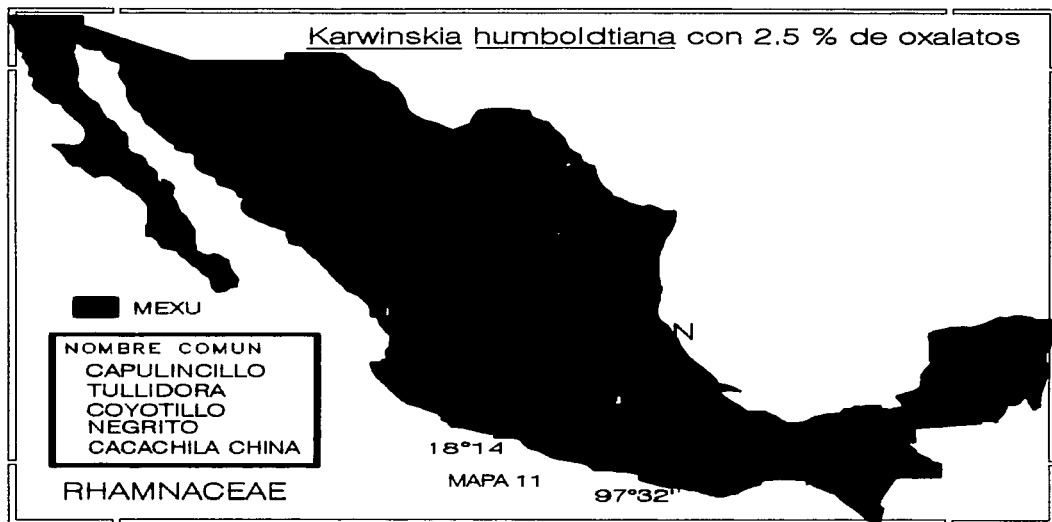 Karwinskia humboldtiana con 2.5 % de oxalatos
MEXU
N
NOMBRE COMUN
CAPULINCILLO
TULLIDORA
COYOTILLO
NEGRITO
CACACHILA CHINA
18°14
MAPA 11
97°32"
RHAMNACEAE